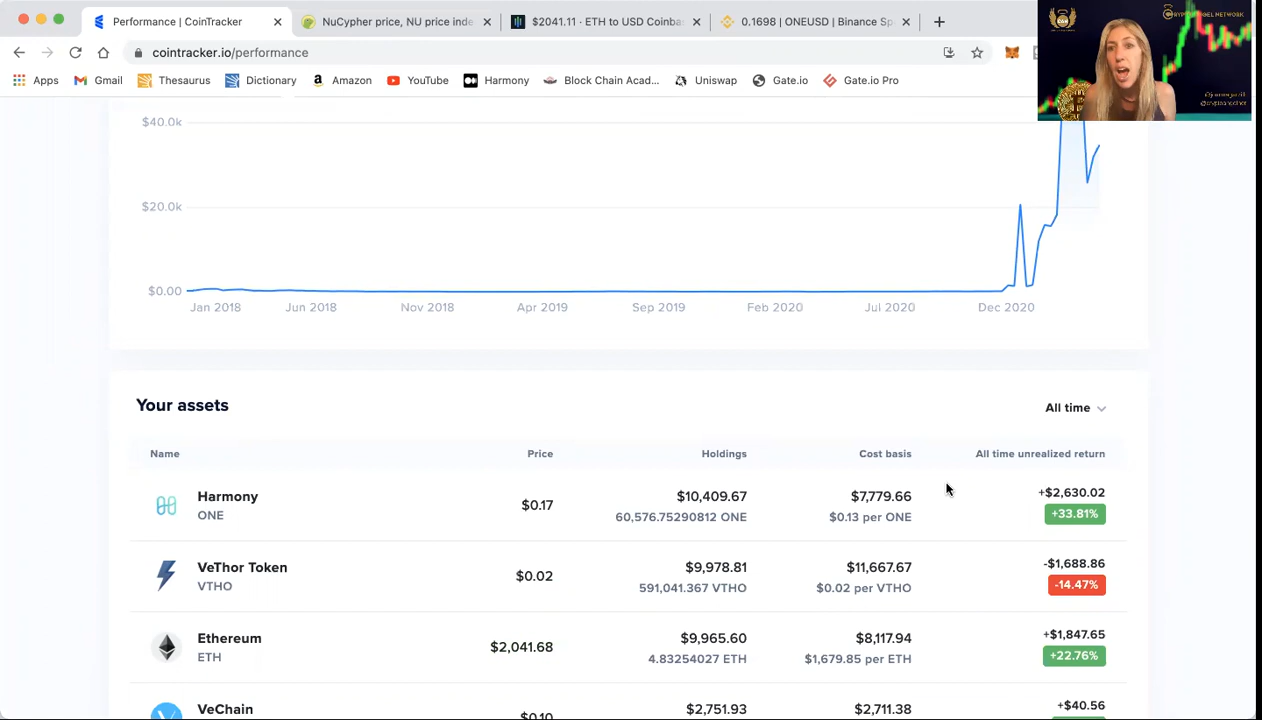 Performance | CoinTracker
NuCypher price, NU price inde
$2041.11 · ETH to USD Coinba
0.1698 | ONEUSD | Binance Sp
cointracker.io/performance
Apps
Gmail
Thesaurus
Dictionary
Amazon
YouTube
Harmony
Block Chain Acad...
Uniswap
Gate.io
Gate.io Pro
$40.0k
$20.0k
$0.00
Jan 2018 Jun 2018 Nov 2018 Apr 2019 Sep 2019 Feb 2020 Jul 2020 Dec 2020
Your assets
All time
Name Price Holdings Cost basis All time unrealized return
Harmony
ONE
$0.17
$10,409.67
60,576.75290812 ONE
$7,779.66
$0.13 per ONE
+$2,630.02
+33.81%
VeThor Token
VTHO
$0.02
$9,978.81
591,041.367 VTHO
$11,667.67
$0.02 per VTHO
-$1,688.86
-14.47%
Ethereum
ETH
$2,041.68
$9,965.60
4.83254027 ETH
$8,117.94
$1,679.85 per ETH
+$1,847.65
+22.76%
VeChain
$0.10
$2,751.93
$2,711.38
+$40.56